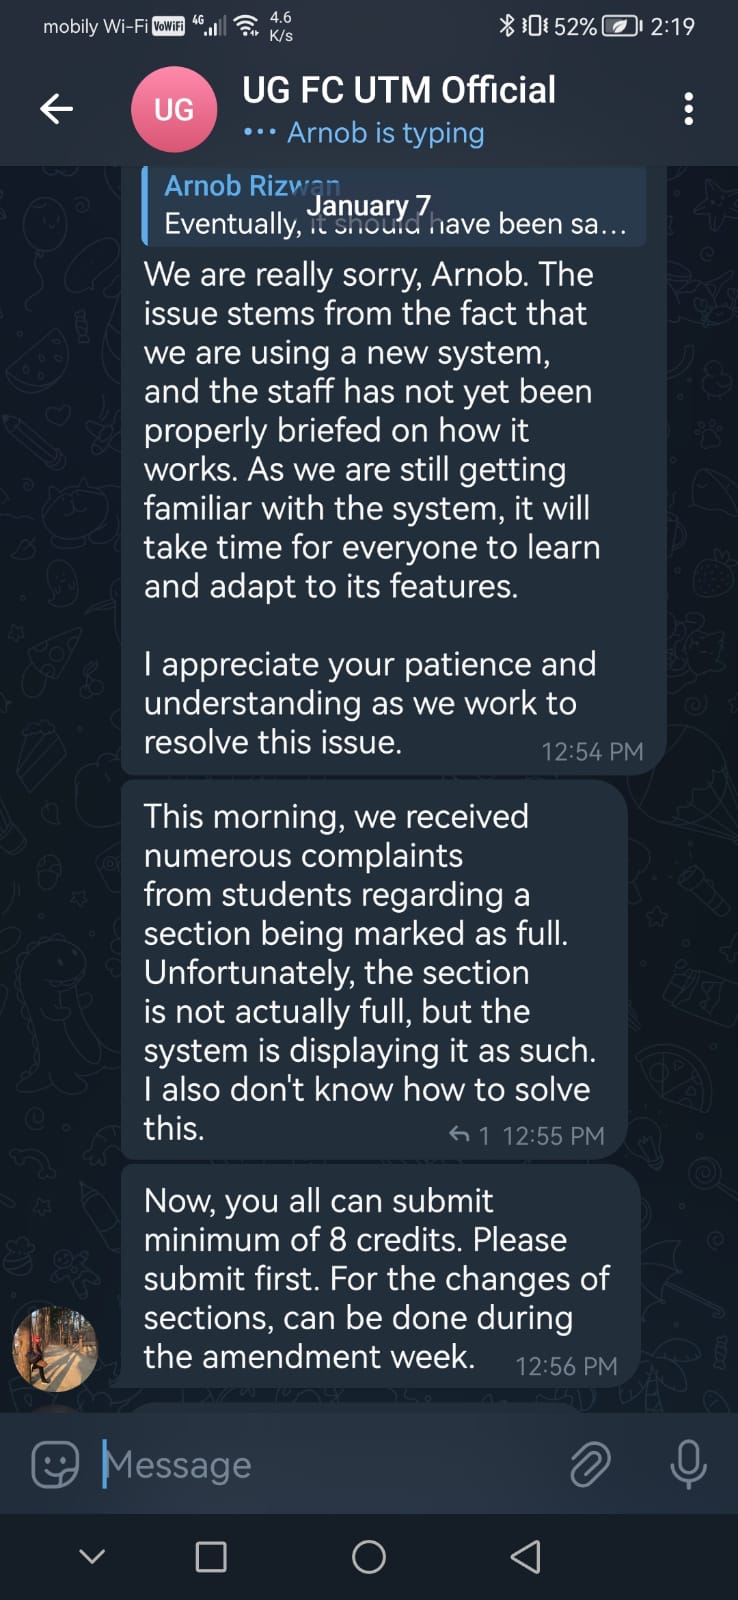 mobily Wi-Fi VoWiFi 4G 4.6 K/s 52% 2:19
UG UG FC UTM Official
Arnob is typing
Arnob Rizwan
January 7
Eventually, it should have been sa...
We are really sorry, Arnob. The
issue stems from the fact that
we are using a new system,
and the staff has not yet been
properly briefed on how it
works. As we are still getting
familiar with the system, it will
take time for everyone to learn
and adapt to its features.
I appreciate your patience and
understanding as we work to
resolve this issue. 12:54 PM
This morning, we received
numerous complaints
from students regarding a
section being marked as full.
Unfortunately, the section
is not actually full, but the
system is displaying it as such.
I also don't know how to solve
this. 1 12:55 PM
Now, you all can submit
minimum of 8 credits. Please
submit first. For the changes of
sections, can be done during
the amendment week. 12:56 PM
Message